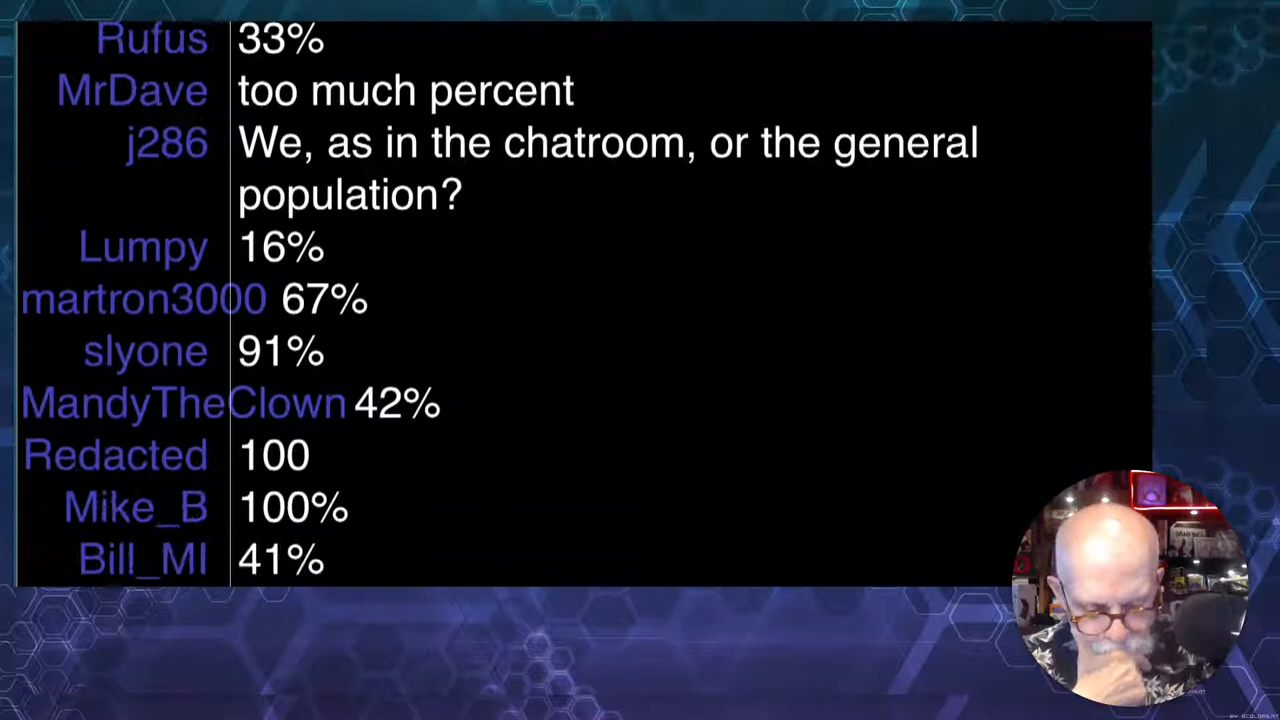 Rufus 33%
MrDave too much percent
j286 We, as in the chatroom, or the general
population?
Lumpy 16%
martron3000 67%
slyone 91%
MandyTheClown 42%
Redacted 100
Mike_B 100%
Bill_MI 41%